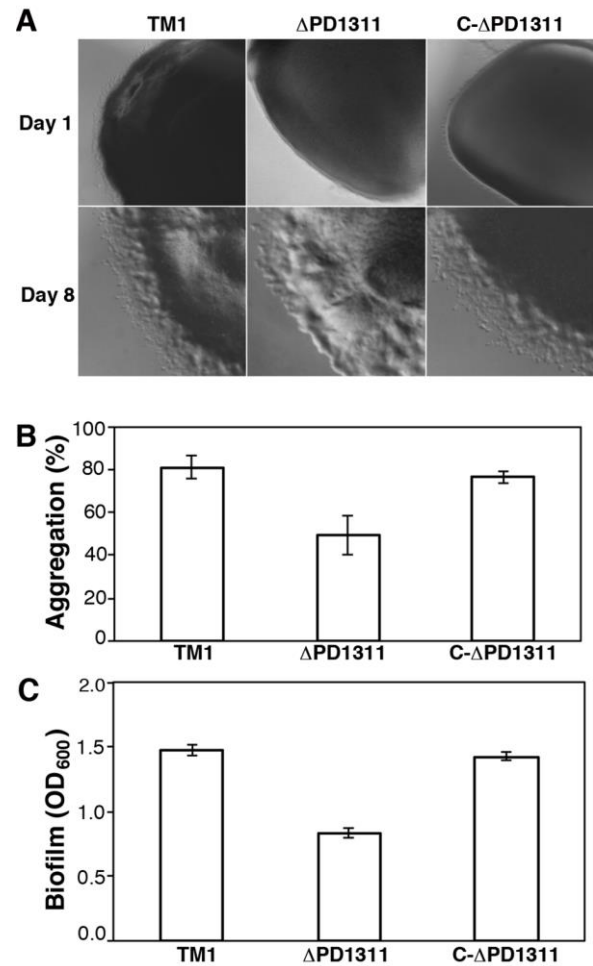 A
TM1 ΔPD1311 C-ΔPD1311
Day 1
Day 8
B
Aggregation (%)
100
80
60
40
20
0
TM1 ΔPD1311 C-ΔPD1311
C
Biofilm (OD600)
2.0
1.5
1.0
0.5
0.0
TM1 ΔPD1311 C-ΔPD1311